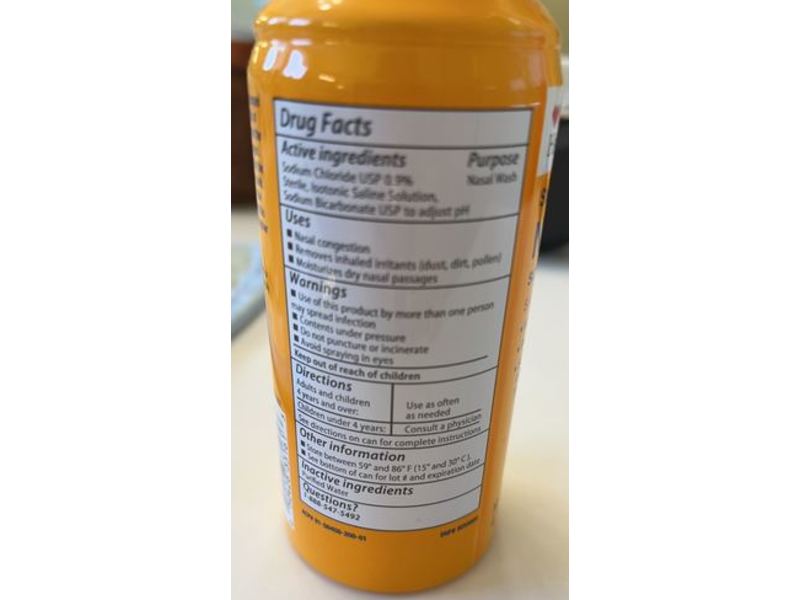 Drug Facts
Active ingredients Purpose
Sodium Chloride USP 0.9% Nasal Wash
Sterile, Isotonic Saline Solution,
Sodium Bicarbonate USP to adjust pH
Uses
■ Nasal congestion
■ Removes inhaled irritants (dust, dirt, pollen)
■ Moisturizes dry nasal passages
Warnings
■ Use of this product by more than one person
may spread infection
■ Contents under pressure
■ Do not puncture or incinerate
■ Avoid spraying in eyes
Keep out of reach of children
Directions
Adults and children
4 years and over:
Use as often
as needed
Children under 4 years: Consult a physician
See directions on can for complete instructions
Other information
■ Store between 59° and 86° F (15° and 30° C).
■ See bottom of can for lot # and expiration date
Inactive ingredients
Purified Water
Questions?
1-888-547-5492